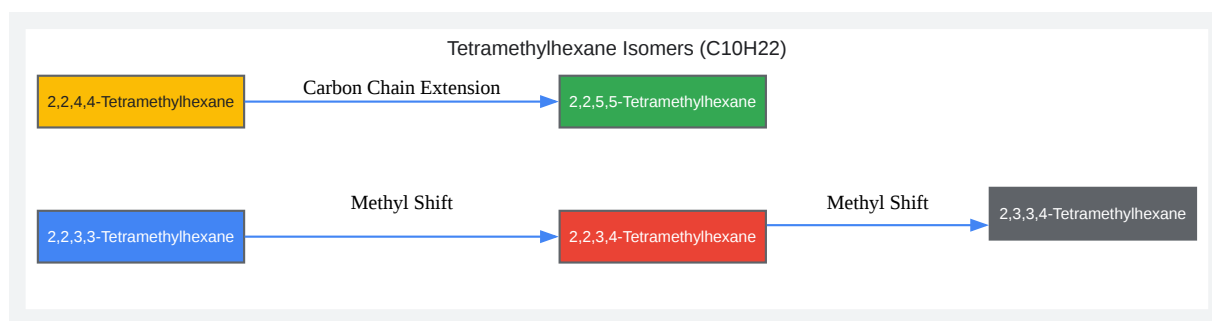 Tetramethylhexane Isomers (C10H22)
2,2,4,4-Tetramethylhexane
Carbon Chain Extension
2,2,5,5-Tetramethylhexane
2,2,3,3-Tetramethylhexane
Methyl Shift
2,2,3,4-Tetramethylhexane
Methyl Shift
2,3,3,4-Tetramethylhexane